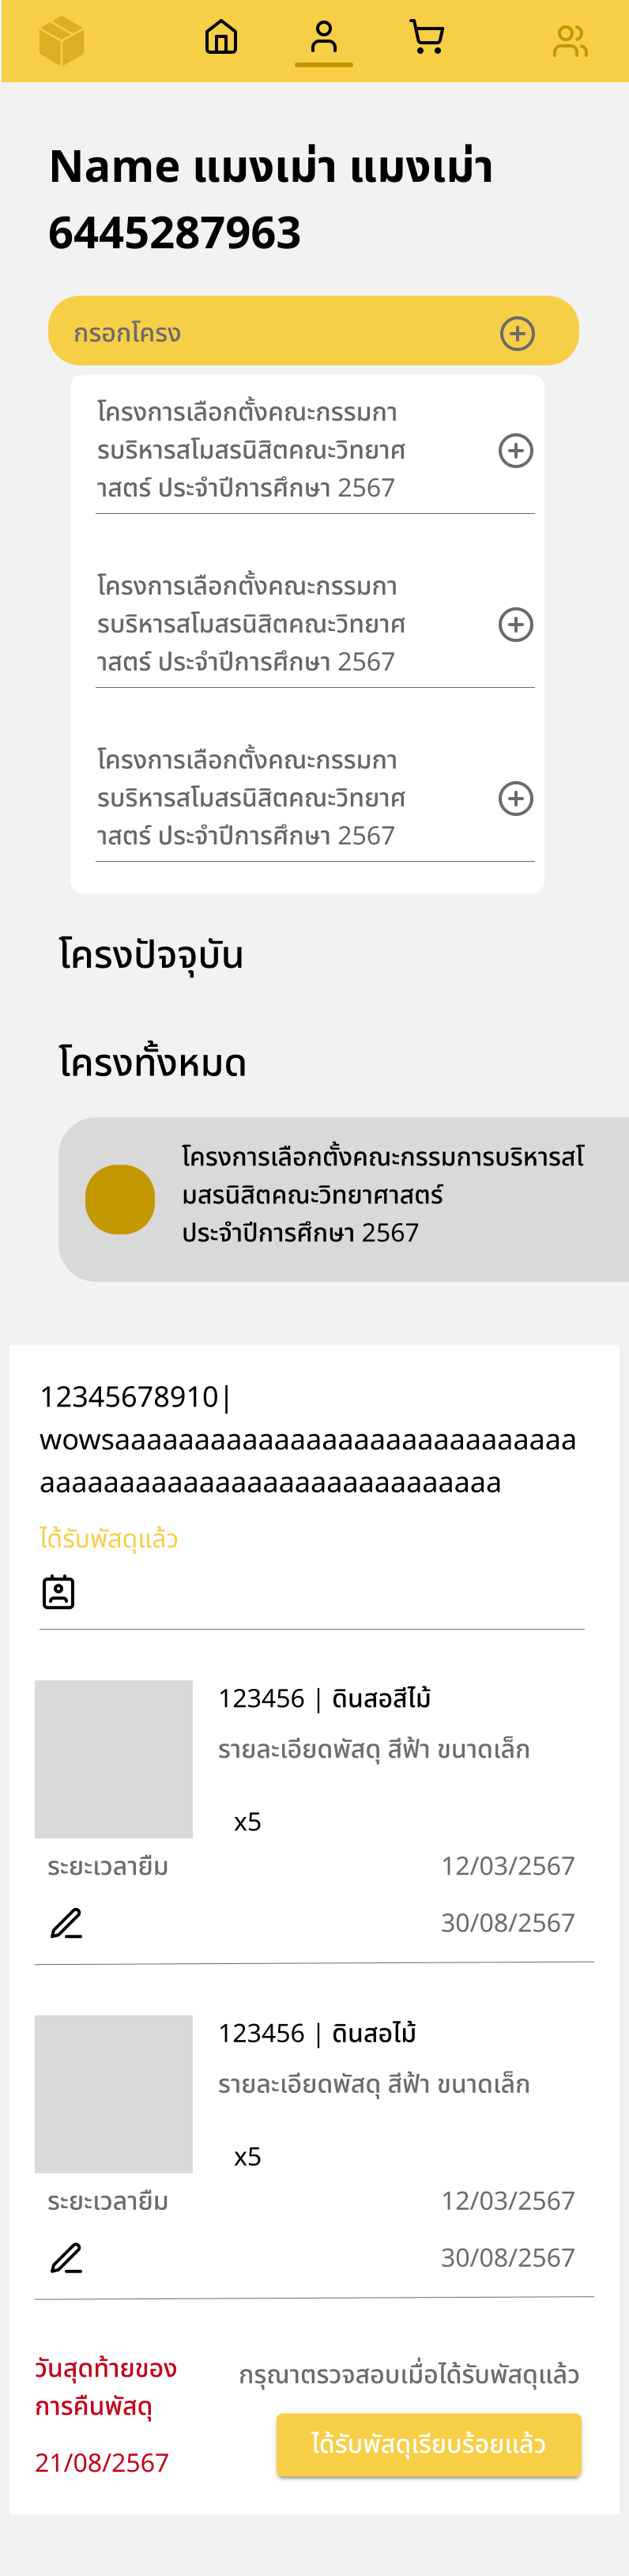 Name แมงเม่า แมงเม่า
6445287963
กรอกโครง
โครงการเลือกตั้งคณะกรรมกา
รบริหารสโมสรนิสิตคณะวิทยาศ
าสตร์ ประจำปีการศึกษา 2567
โครงการเลือกตั้งคณะกรรมกา
รบริหารสโมสรนิสิตคณะวิทยาศ
าสตร์ ประจำปีการศึกษา 2567
โครงการเลือกตั้งคณะกรรมกา
รบริหารสโมสรนิสิตคณะวิทยาศ
าสตร์ ประจำปีการศึกษา 2567
โครงปัจจุบัน
โครงทั้งหมด
โครงการเลือกตั้งคณะกรรมการบริหารสโ
มสรนิสิตคณะวิทยาศาสตร์
ประจำปีการศึกษา 2567
12345678910|
wowsaaaaaaaaaaaaaaaaaaaaaaaaaaaaa
aaaaaaaaaaaaaaaaaaaaaaaaaaaaa
ได้รับพัสดุแล้ว
123456 | ดินสอสีไม้
รายละเอียดพัสดุ สีฟ้า ขนาดเล็ก
x5
ระยะเวลายืม 12/03/2567
30/08/2567
123456 | ดินสอไม้
รายละเอียดพัสดุ สีฟ้า ขนาดเล็ก
x5
ระยะเวลายืม 12/03/2567
30/08/2567
วันสุดท้ายของ
การคืนพัสดุ
21/08/2567
กรุณาตรวจสอบเมื่อได้รับพัสดุแล้ว
ได้รับพัสดุเรียบร้อยแล้ว